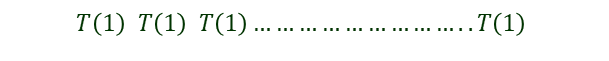 T(1) T(1) T(1) … … … … … … … … … . . T(1)